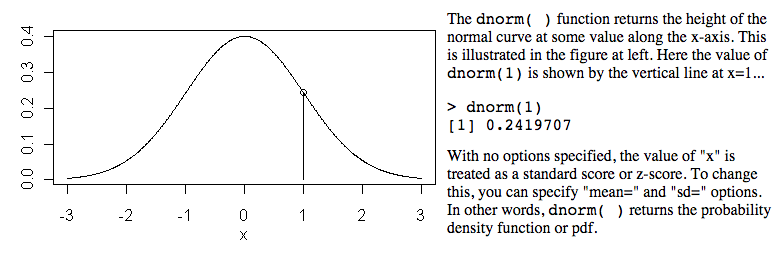 0.0 0.1 0.2 0.3 0.4
-3 -2 -1 0 1 2 3
x
The dnorm( ) function returns the height of the
normal curve at some value along the x-axis. This
is illustrated in the figure at left. Here the value of
dnorm(1) is shown by the vertical line at x=1...
> dnorm(1)
[1] 0.2419707
With no options specified, the value of "x" is
treated as a standard score or z-score. To change
this, you can specify "mean=" and "sd=" options.
In other words, dnorm( ) returns the probability
density function or pdf.